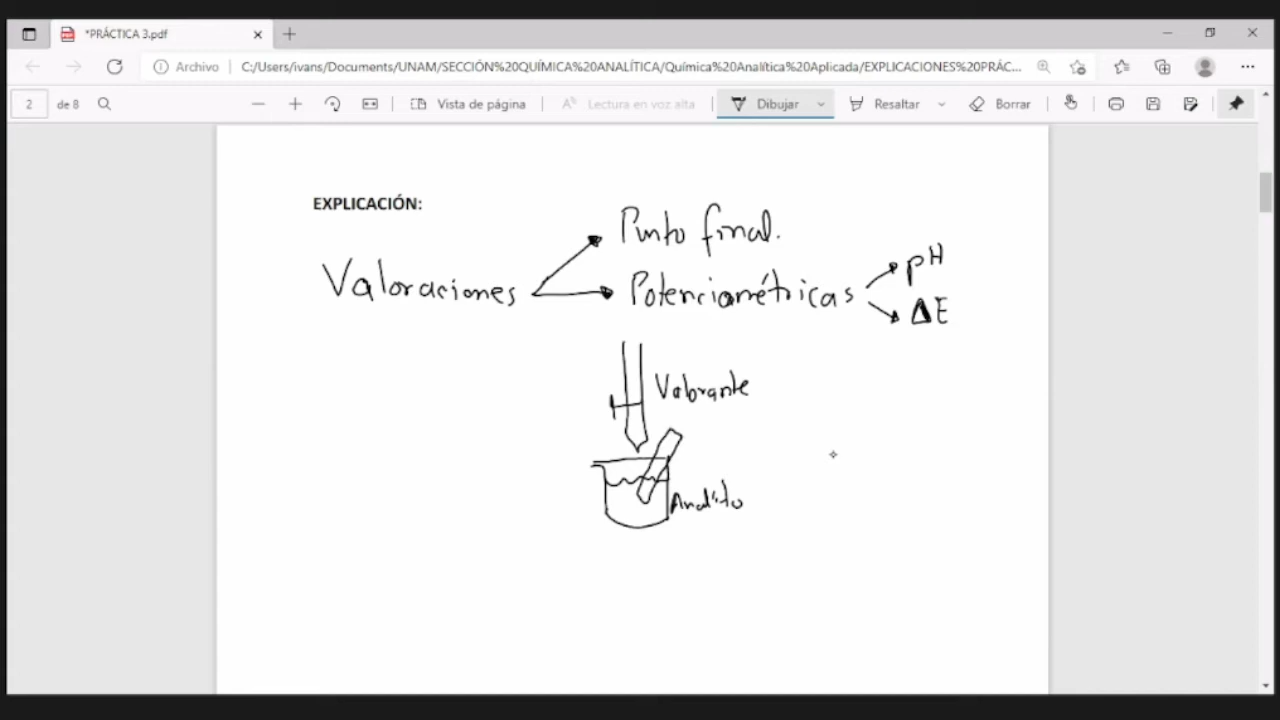 *PRÁCTICA 3.pdf
Archivo
C:/Users/ivans/Documents/UNAM/SECCIÓN%20QUÍMICA%20ANALÍTICA/Química%20Analítica%20Aplicada/EXPLICACIONES%20PRÁC...
2 de 8
Vista de página
Lectura en voz alta
Dibujar
Resaltar
Borrar
EXPLICACIÓN:
Punto final.
Valoraciones
Potenciométricas
pH
ΔE
Valorante
Analito